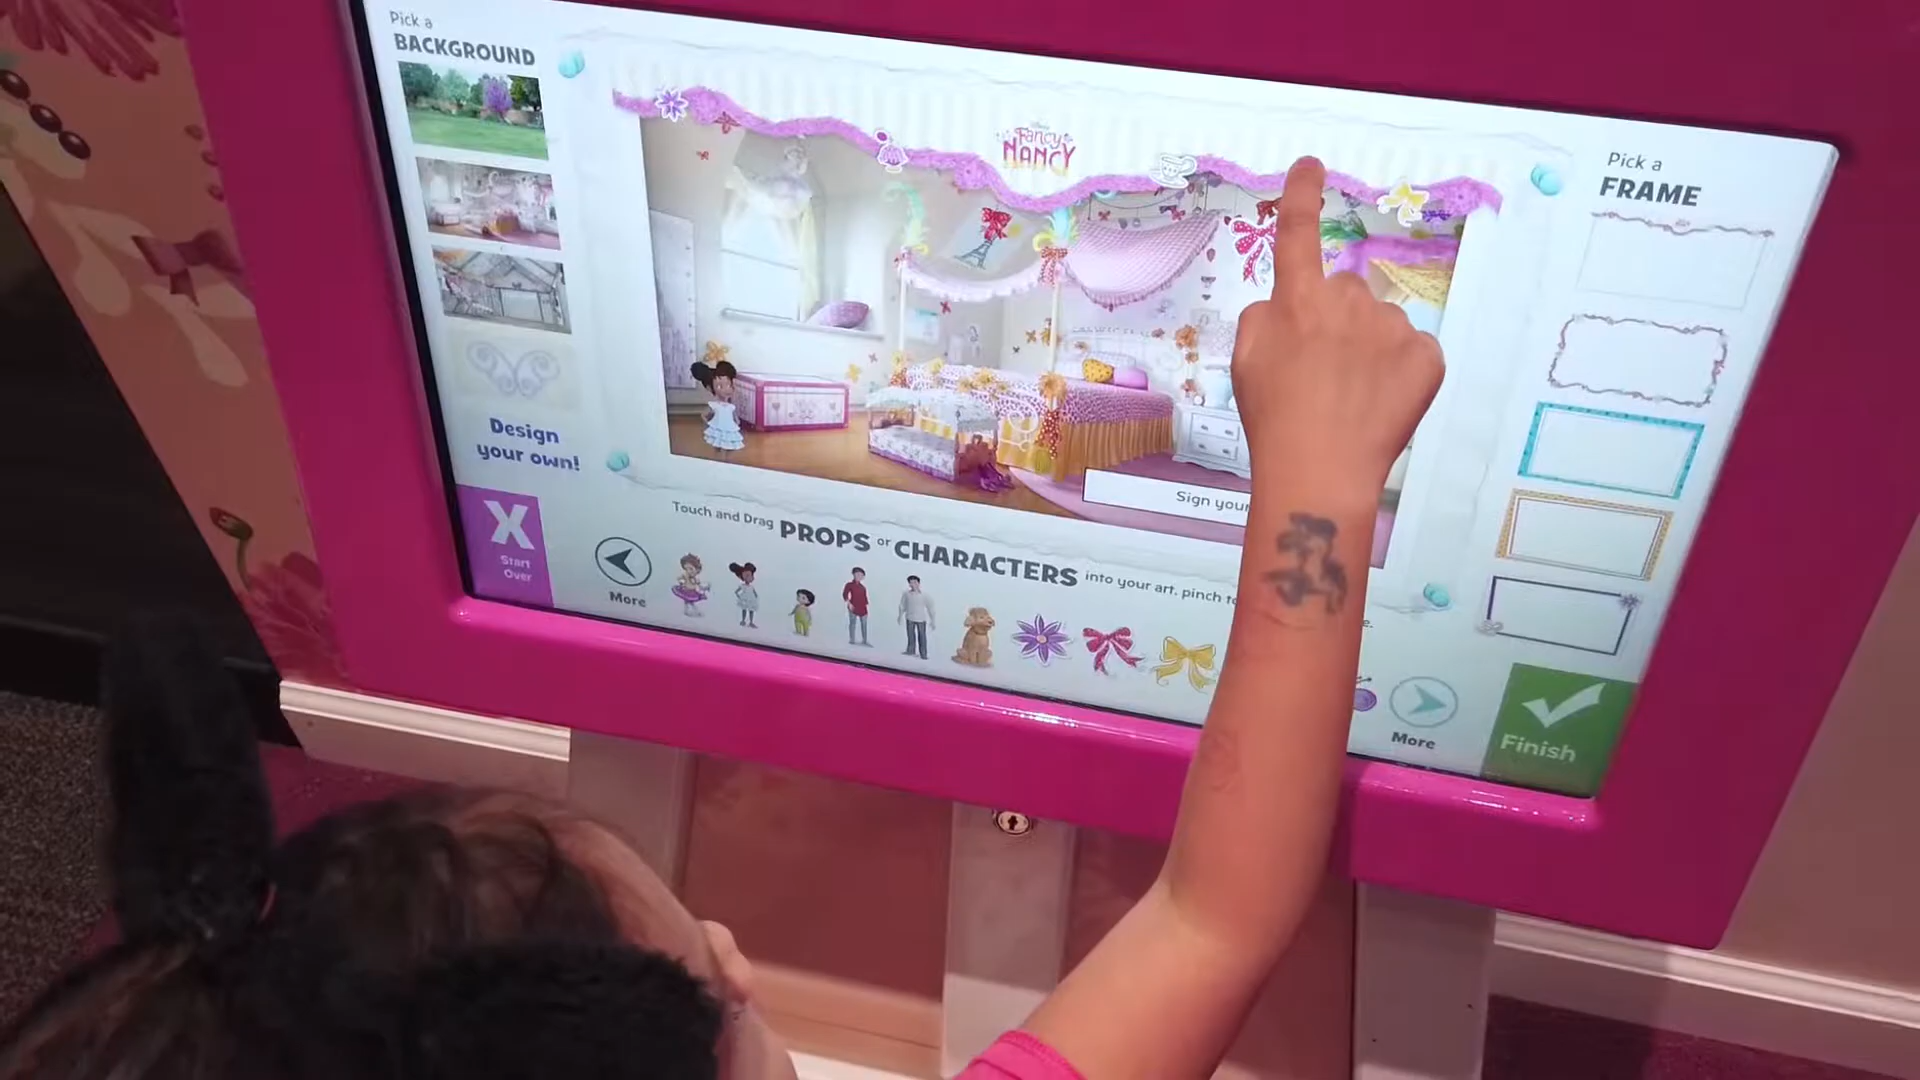 Pick a
BACKGROUND
Fancy
NANCY
Pick a
FRAME
Design
your own!
Sign your
Touch and Drag PROPS or CHARACTERS into your art, pinch to
X
Start
Over
More
More
Finish